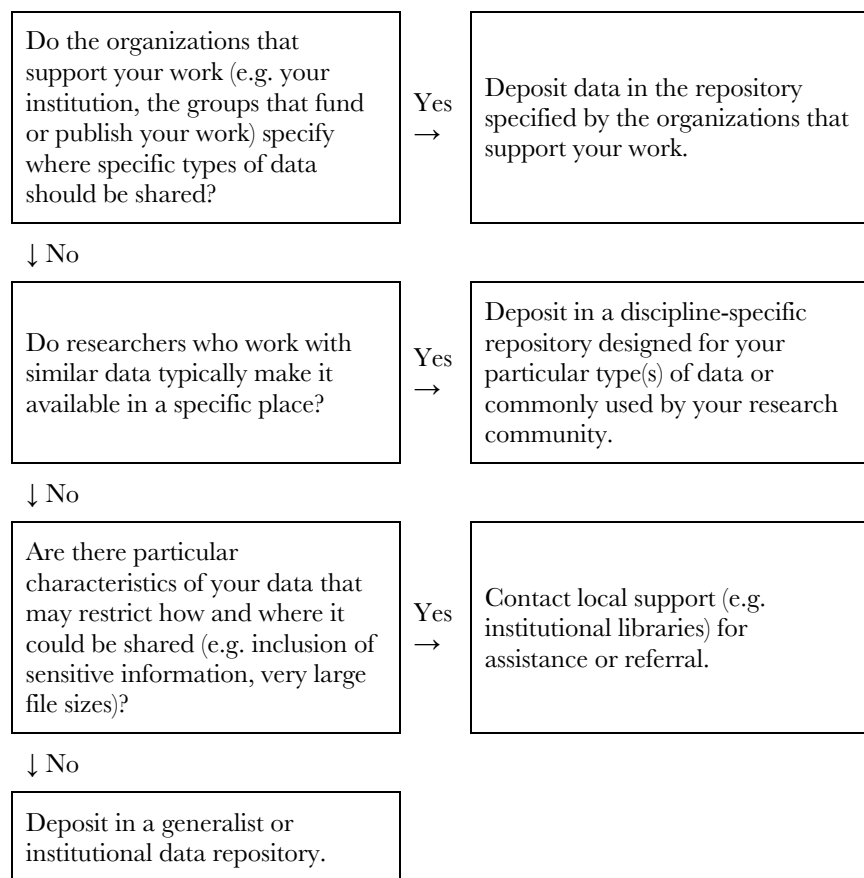 Do the organizations that
support your work (e.g. your
institution, the groups that fund
or publish your work) specify
where specific types of data
should be shared?
Yes
→
Deposit data in the repository
specified by the organizations that
support your work.
↓ No
Do researchers who work with
similar data typically make it
available in a specific place?
Yes
→
Deposit in a discipline-specific
repository designed for your
particular type(s) of data or
commonly used by your research
community.
↓ No
Are there particular
characteristics of your data that
may restrict how and where it
could be shared (e.g. inclusion of
sensitive information, very large
file sizes)?
Yes
→
Contact local support (e.g.
institutional libraries) for
assistance or referral.
↓ No
Deposit in a generalist or
institutional data repository.